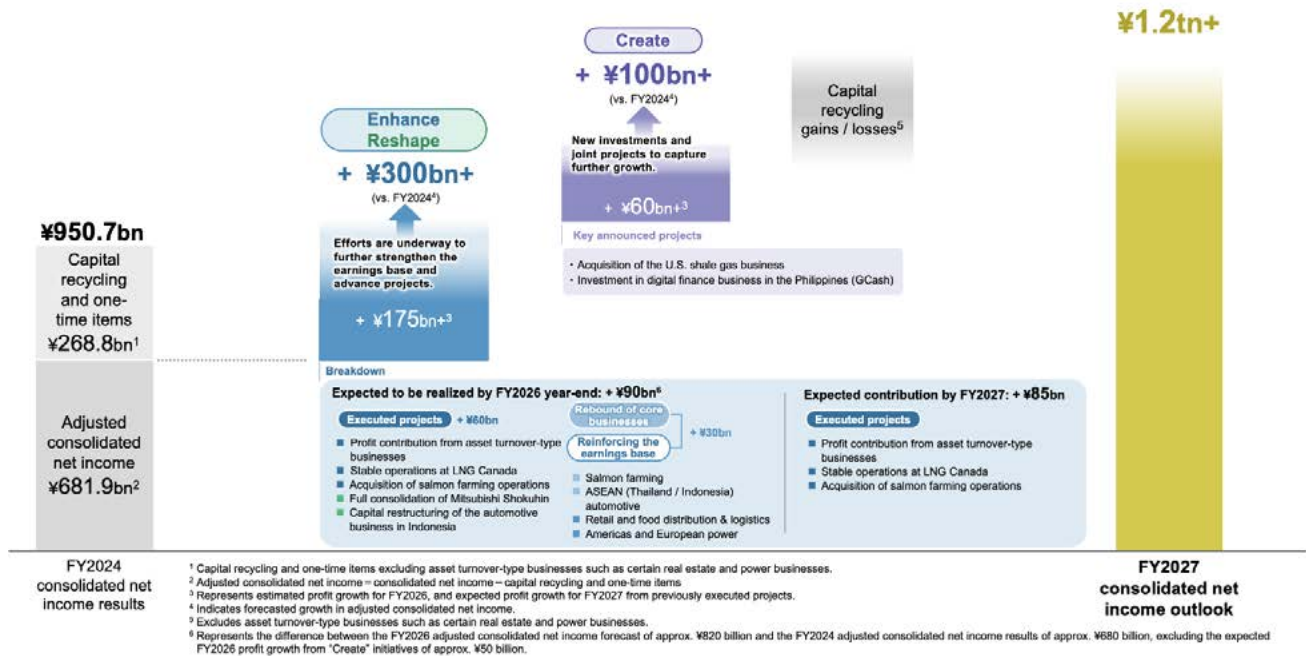 ¥950.7bn
Capital
recycling
and one-
time items
¥268.8bn¹
Adjusted
consolidated
net income
¥681.9bn²
FY2024
consolidated net
income results
Enhance
Reshape
+ ¥300bn+
(vs. FY2024⁴)
Efforts are underway to
further strengthen the
earnings base and
advance projects.
+ ¥175bn+³
Create
+ ¥100bn+
(vs. FY2024⁴)
New investments and
joint projects to capture
further growth.
+ ¥60bn+³
Key announced projects
・Acquisition of the U.S. shale gas business
・Investment in digital finance business in the Philippines (GCash)
Capital
recycling
gains / losses⁵
¥1.2tn+
FY2027
consolidated net
income outlook
Breakdown
Expected to be realized by FY2026 year-end: + ¥90bn⁶
Executed projects + ¥60bn
■ Profit contribution from asset turnover-type
businesses
■ Stable operations at LNG Canada
■ Acquisition of salmon farming operations
■ Full consolidation of Mitsubishi Shokuhin
■ Capital restructuring of the automotive
business in Indonesia
Rebound of core
businesses
Reinforcing the
earnings base
+ ¥30bn
■ Salmon farming
■ ASEAN (Thailand / Indonesia)
automotive
■ Retail and food distribution & logistics
■ Americas and European power
Expected contribution by FY2027: + ¥85bn
Executed projects
■ Profit contribution from asset turnover-type
businesses
■ Stable operations at LNG Canada
■ Acquisition of salmon farming operations
¹ Capital recycling and one-time items excluding asset turnover-type businesses such as certain real estate and power businesses.
² Adjusted consolidated net income = consolidated net income – capital recycling and one-time items
³ Represents estimated profit growth for FY2026, and expected profit growth for FY2027 from previously executed projects.
⁴ Indicates forecasted growth in adjusted consolidated net income.
⁵ Excludes asset turnover-type businesses such as certain real estate and power businesses.
⁶ Represents the difference between the FY2026 adjusted consolidated net income forecast of approx. ¥820 billion and the FY2024 adjusted consolidated net income results of approx. ¥680 billion, excluding the expected
FY2026 profit growth from "Create" initiatives of approx. ¥50 billion.